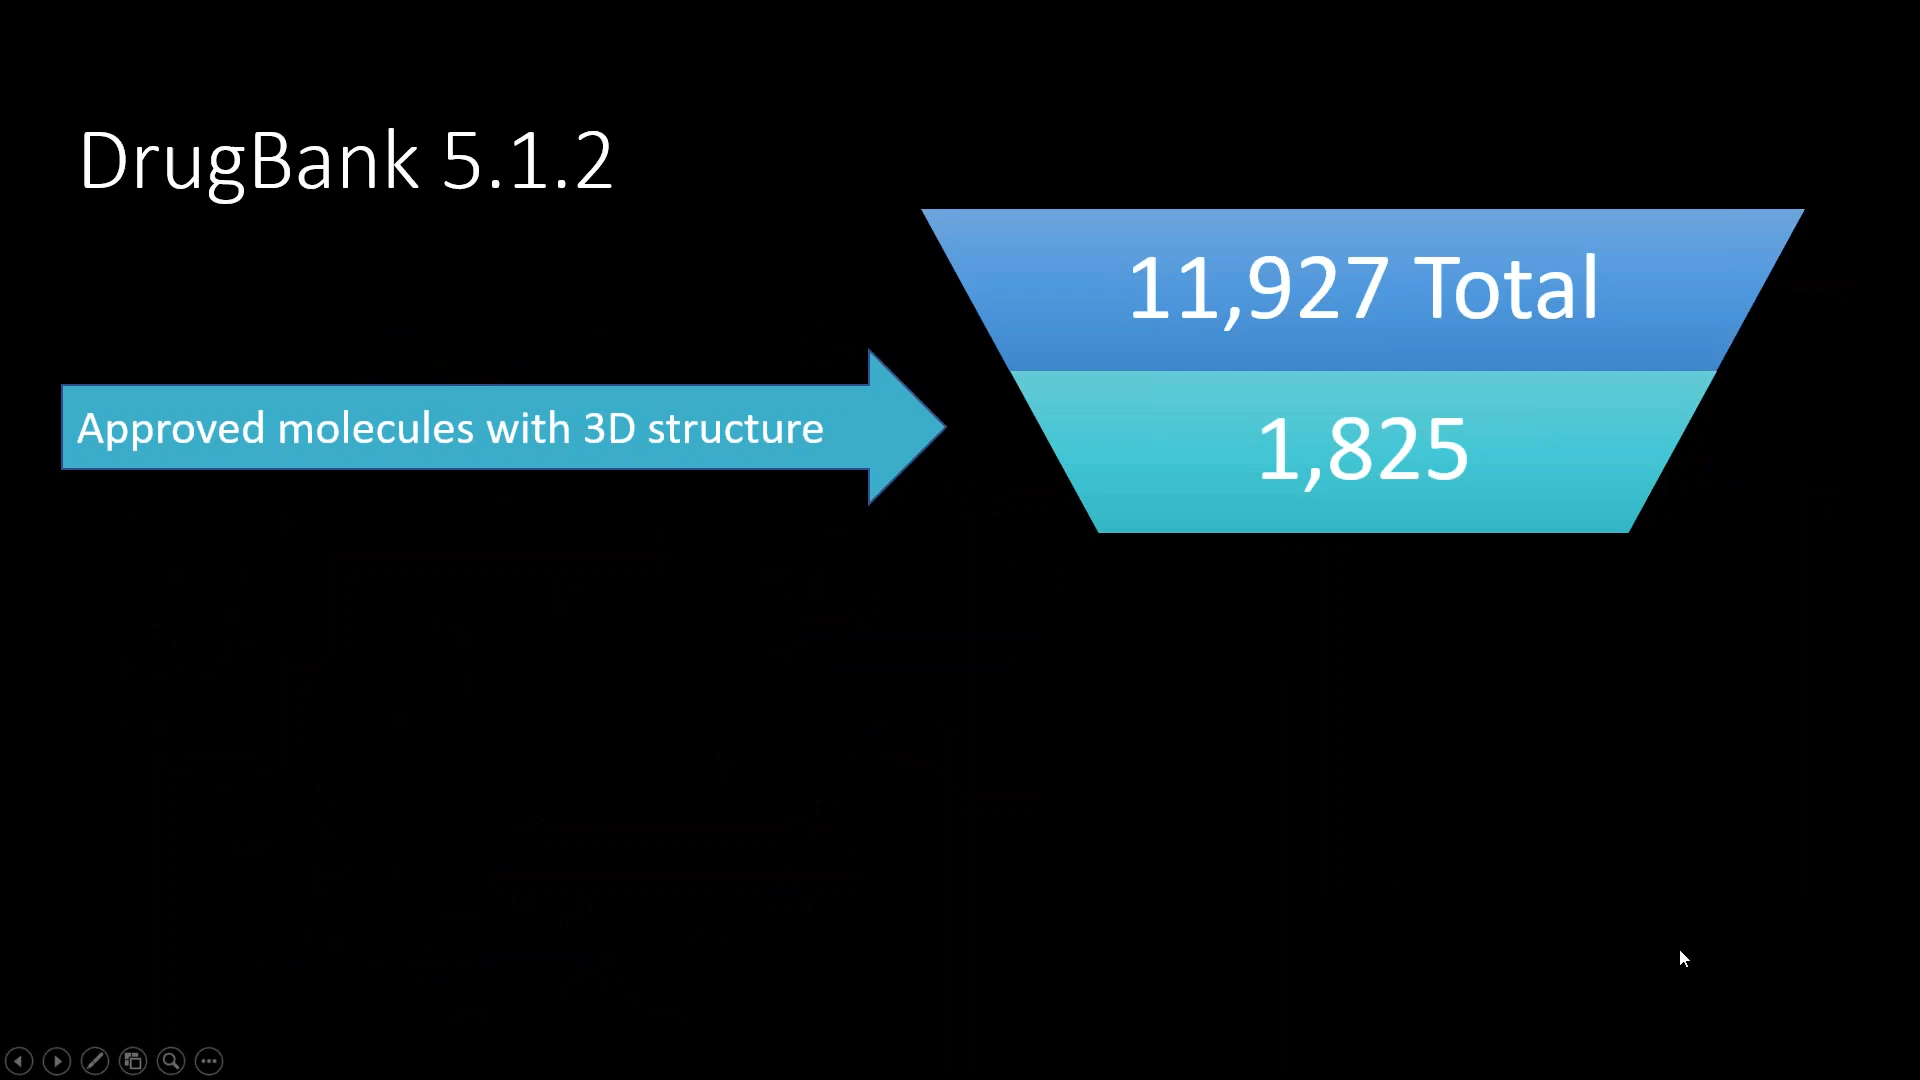 DrugBank 5.1.2
11,927 Total
Approved molecules with 3D structure
1,825